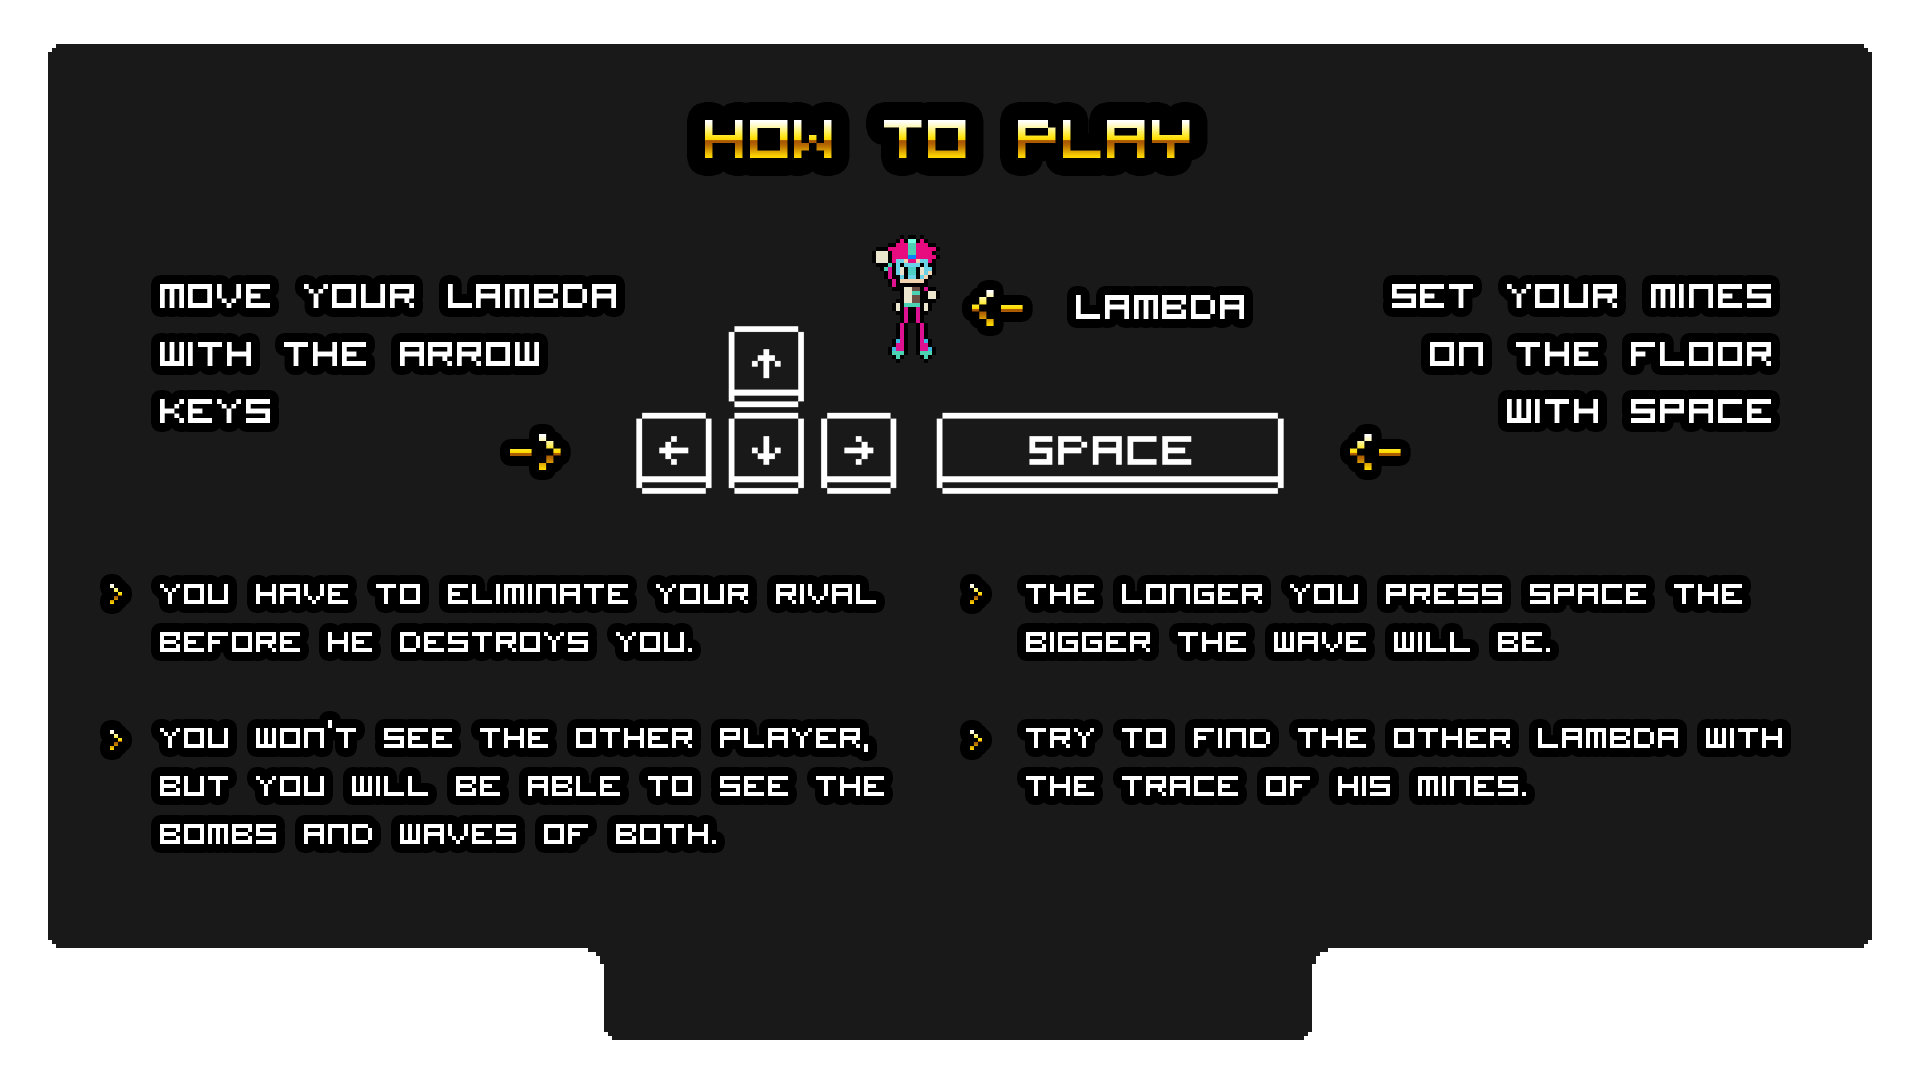 HOW TO PLAY
MOVE YOUR LAMBDA
WITH THE ARROW
KEYS
LAMBDA
SET YOUR MINES
ON THE FLOOR
WITH SPACE
SPACE
YOU HAVE TO ELIMINATE YOUR RIVAL
BEFORE HE DESTROYS YOU.
YOU WON'T SEE THE OTHER PLAYER,
BUT YOU WILL BE ABLE TO SEE THE
BOMBS AND WAVES OF BOTH.
THE LONGER YOU PRESS SPACE THE
BIGGER THE WAVE WILL BE.
TRY TO FIND THE OTHER LAMBDA WITH
THE TRACE OF HIS MINES.